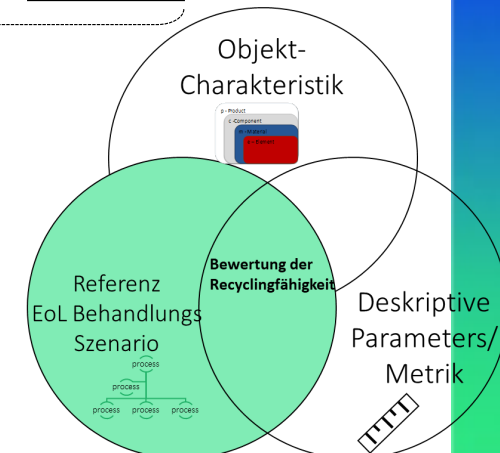 Objekt-
Charakteristik
p - Product
c -Component
m - Material
e - Element
Bewertung der
Recyclingfähigkeit
Referenz
EoL Behandlungs
Szenario
process
process
process process process
Deskriptive
Parameters/
Metrik